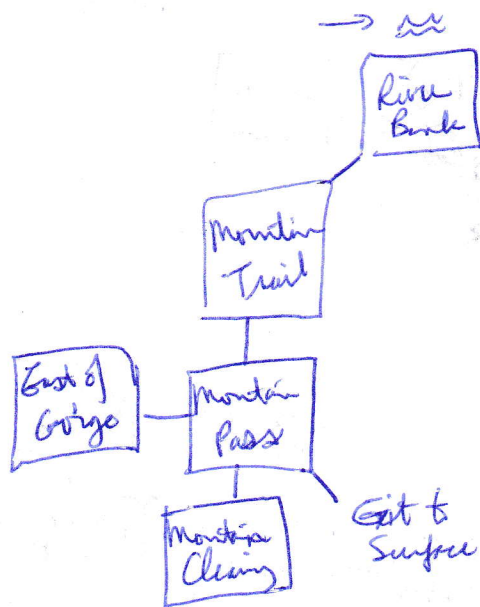 River
Bank
Mountain
Trail
East of
Gorge
Mountain
Pass
Exit to
Surface
Mountain
Clearing